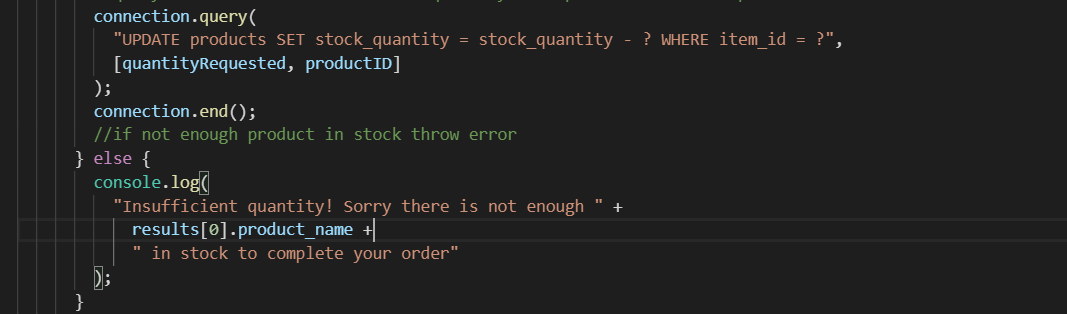 connection.query(
"UPDATE products SET stock_quantity = stock_quantity - ? WHERE item_id = ?",
[quantityRequested, productID]
);
connection.end();
//if not enough product in stock throw error
} else {
console.log(
"Insufficient quantity! Sorry there is not enough " +
results[0].product_name +
" in stock to complete your order"
);
}